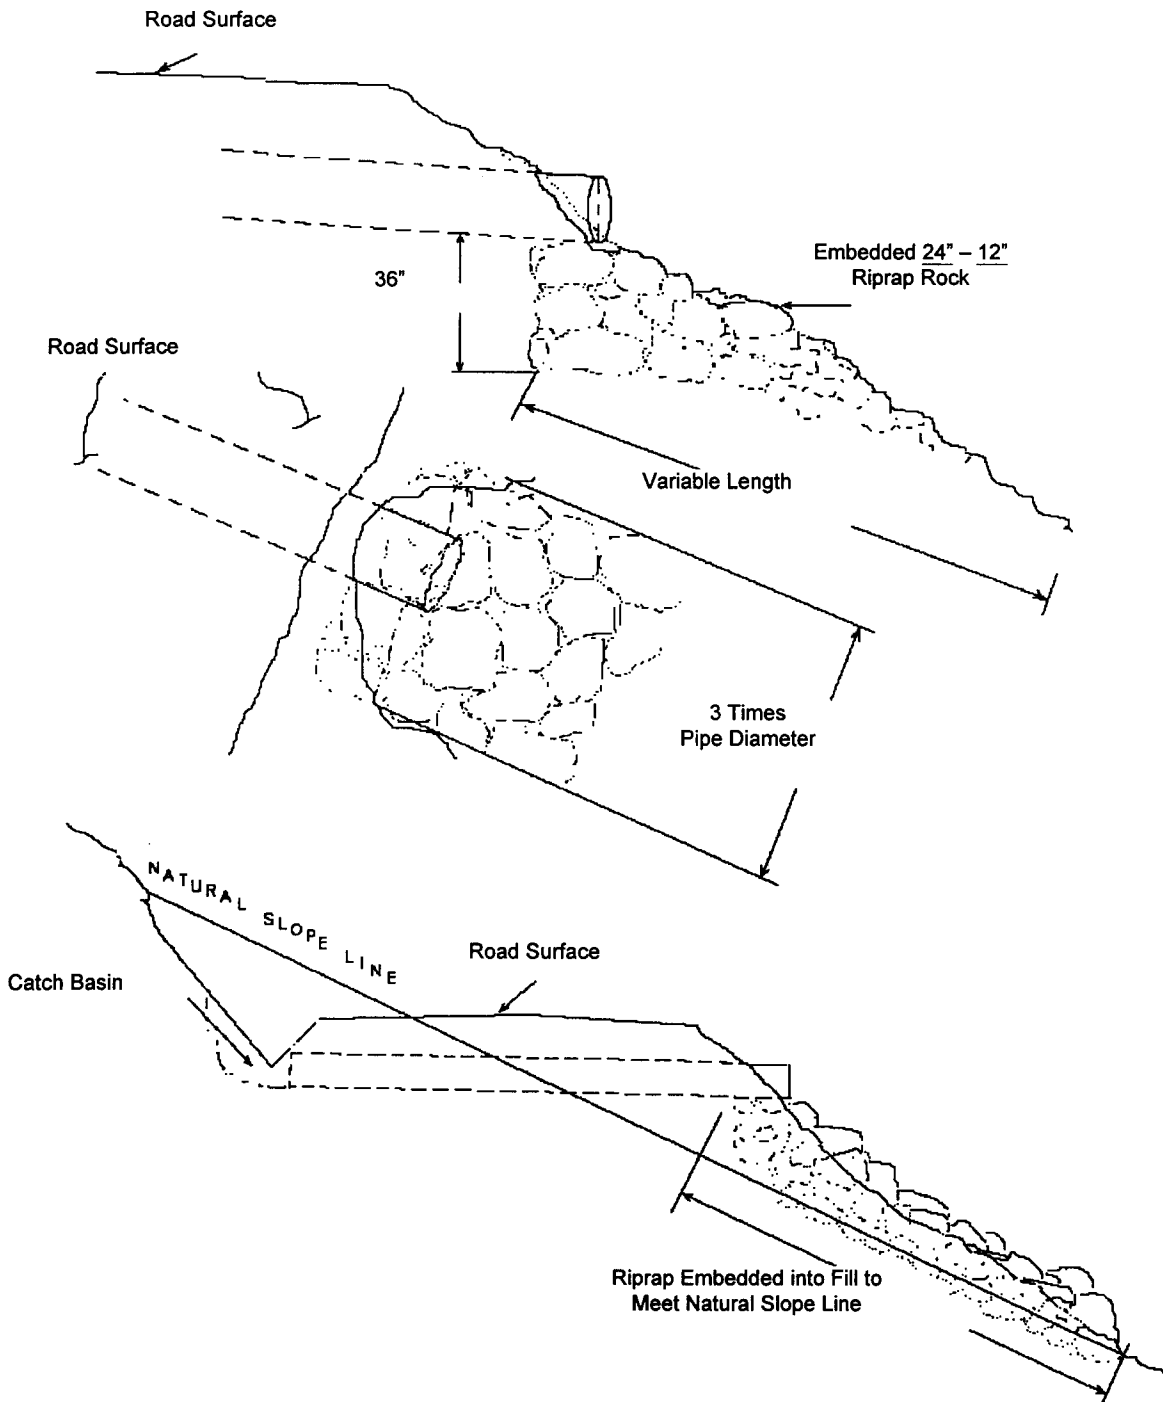 Road Surface
Embedded 24" – 12"
Riprap Rock
36"
Road Surface
Variable Length
3 Times
Pipe Diameter
NATURAL SLOPE LINE
Road Surface
Catch Basin
Riprap Embedded into Fill to
Meet Natural Slope Line